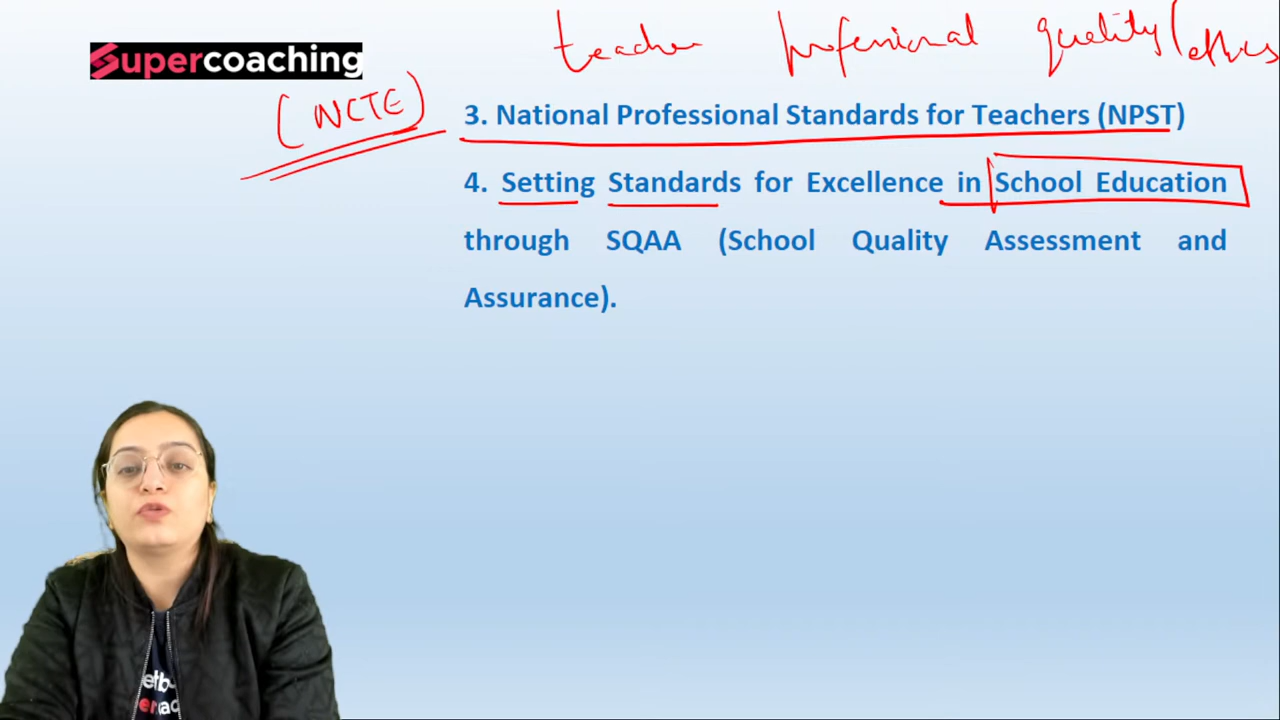 teacher professional quality/ethics
Supercoaching
(NCTE)
3. National Professional Standards for Teachers (NPST)
4. Setting Standards for Excellence in School Education
through SQAA (School Quality Assessment and
Assurance).